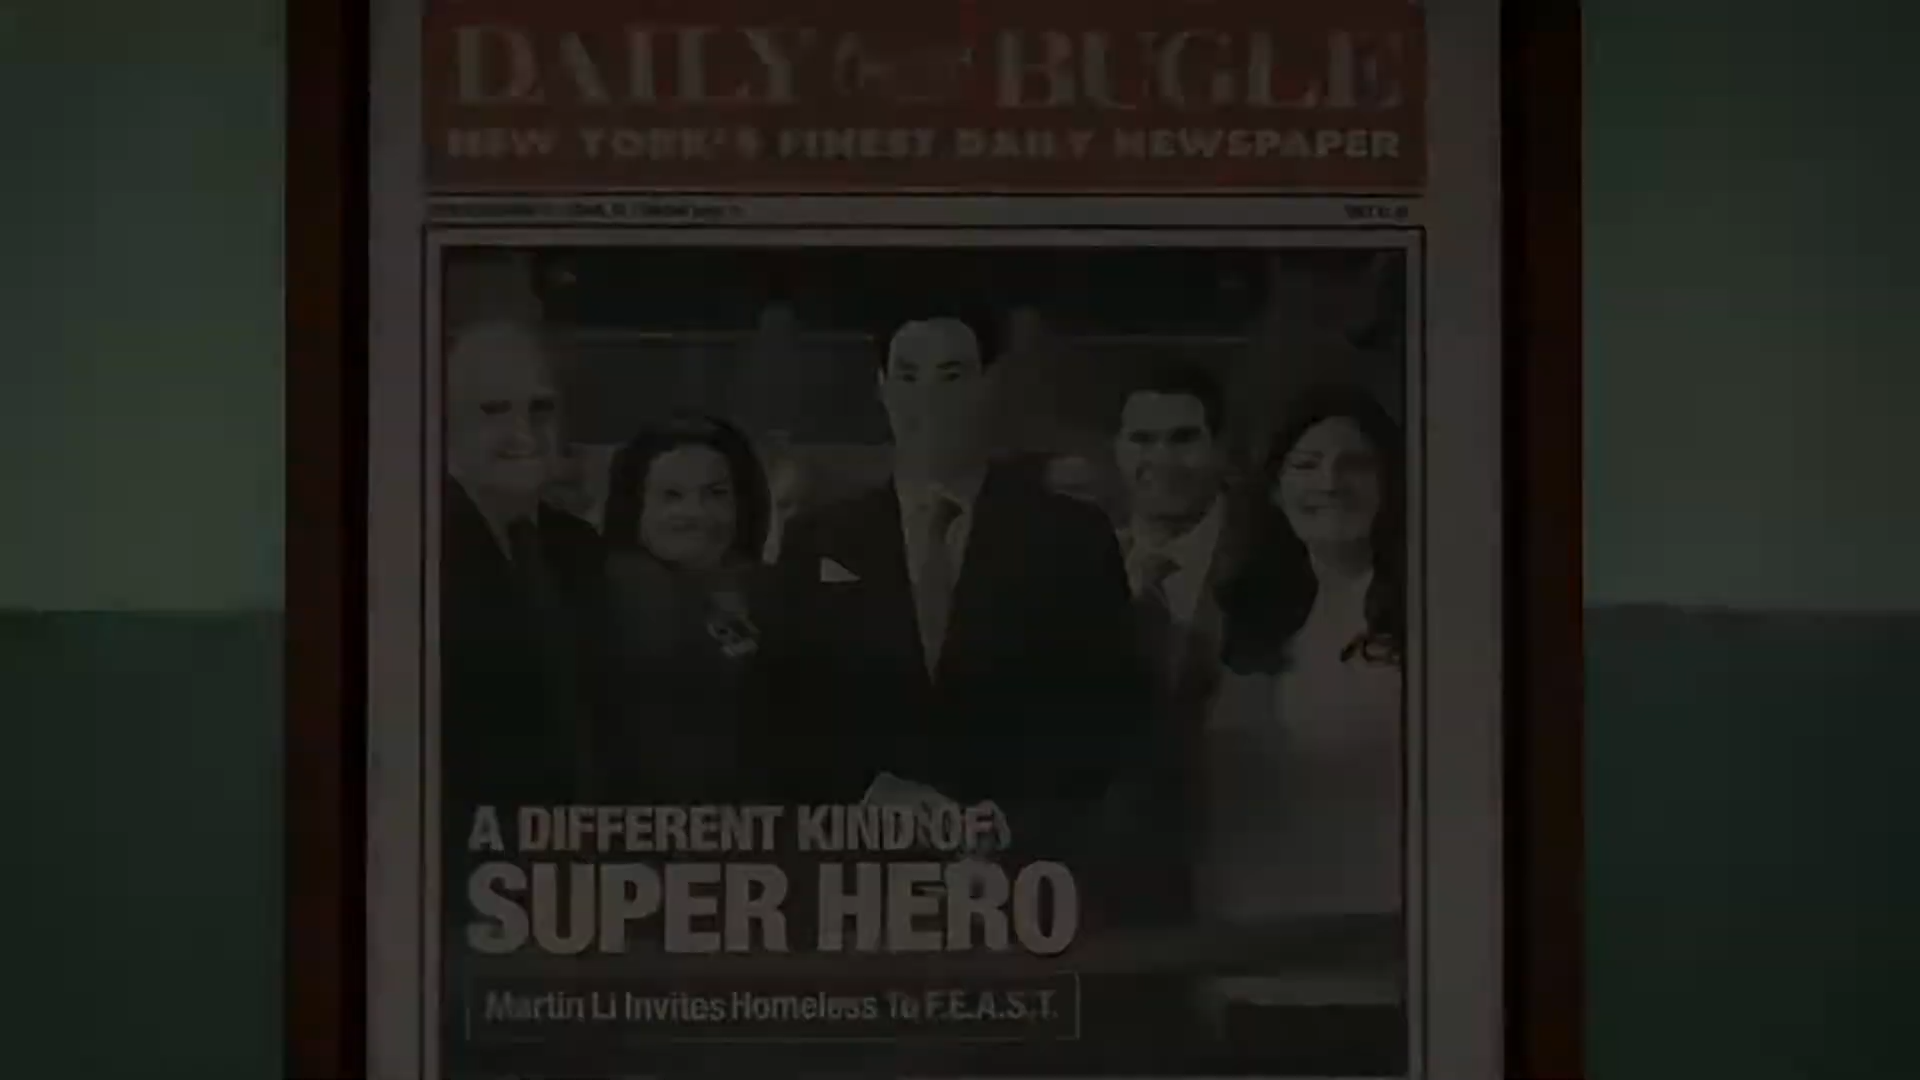 DAILY BUGLE
NEW YORK'S FINEST DAILY NEWSPAPER
A DIFFERENT KIND OF
SUPER HERO
Martin Li Invites Homeless To F.E.A.S.T.